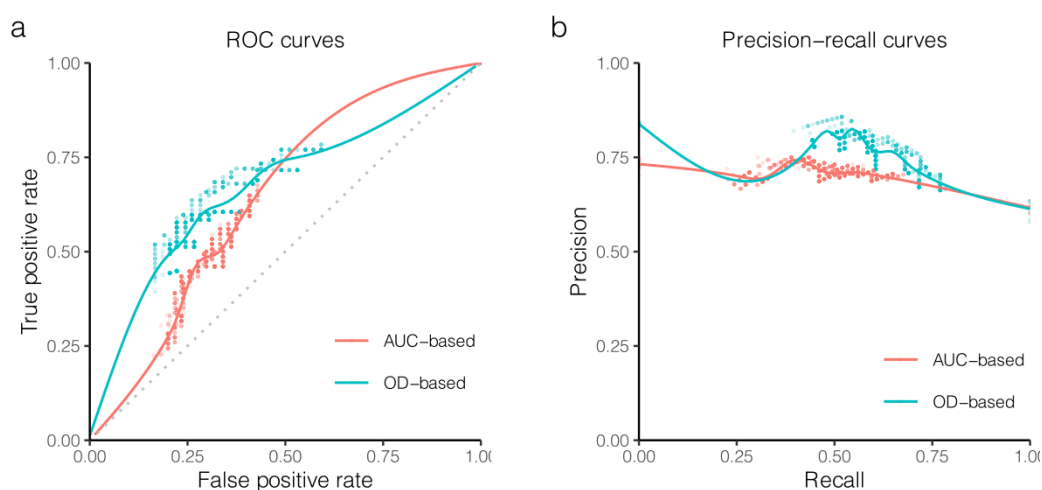 a
ROC curves
1.00
0.75
0.50
0.25
0.00
True positive rate
0.00 0.25 0.50 0.75 1.00
False positive rate
AUC–based
OD–based
b
Precision–recall curves
1.00
0.75
0.50
0.25
0.00
Precision
0.00 0.25 0.50 0.75 1.00
Recall
AUC–based
OD–based